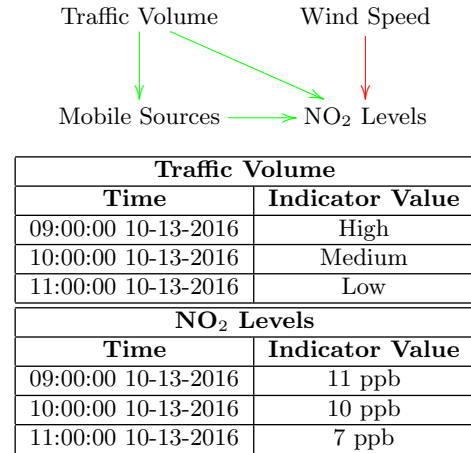 Traffic Volume Wind Speed
Mobile Sources NO₂ Levels
Traffic Volume
Time Indicator Value
09:00:00 10-13-2016 High
10:00:00 10-13-2016 Medium
11:00:00 10-13-2016 Low
NO₂ Levels
Time Indicator Value
09:00:00 10-13-2016 11 ppb
10:00:00 10-13-2016 10 ppb
11:00:00 10-13-2016 7 ppb